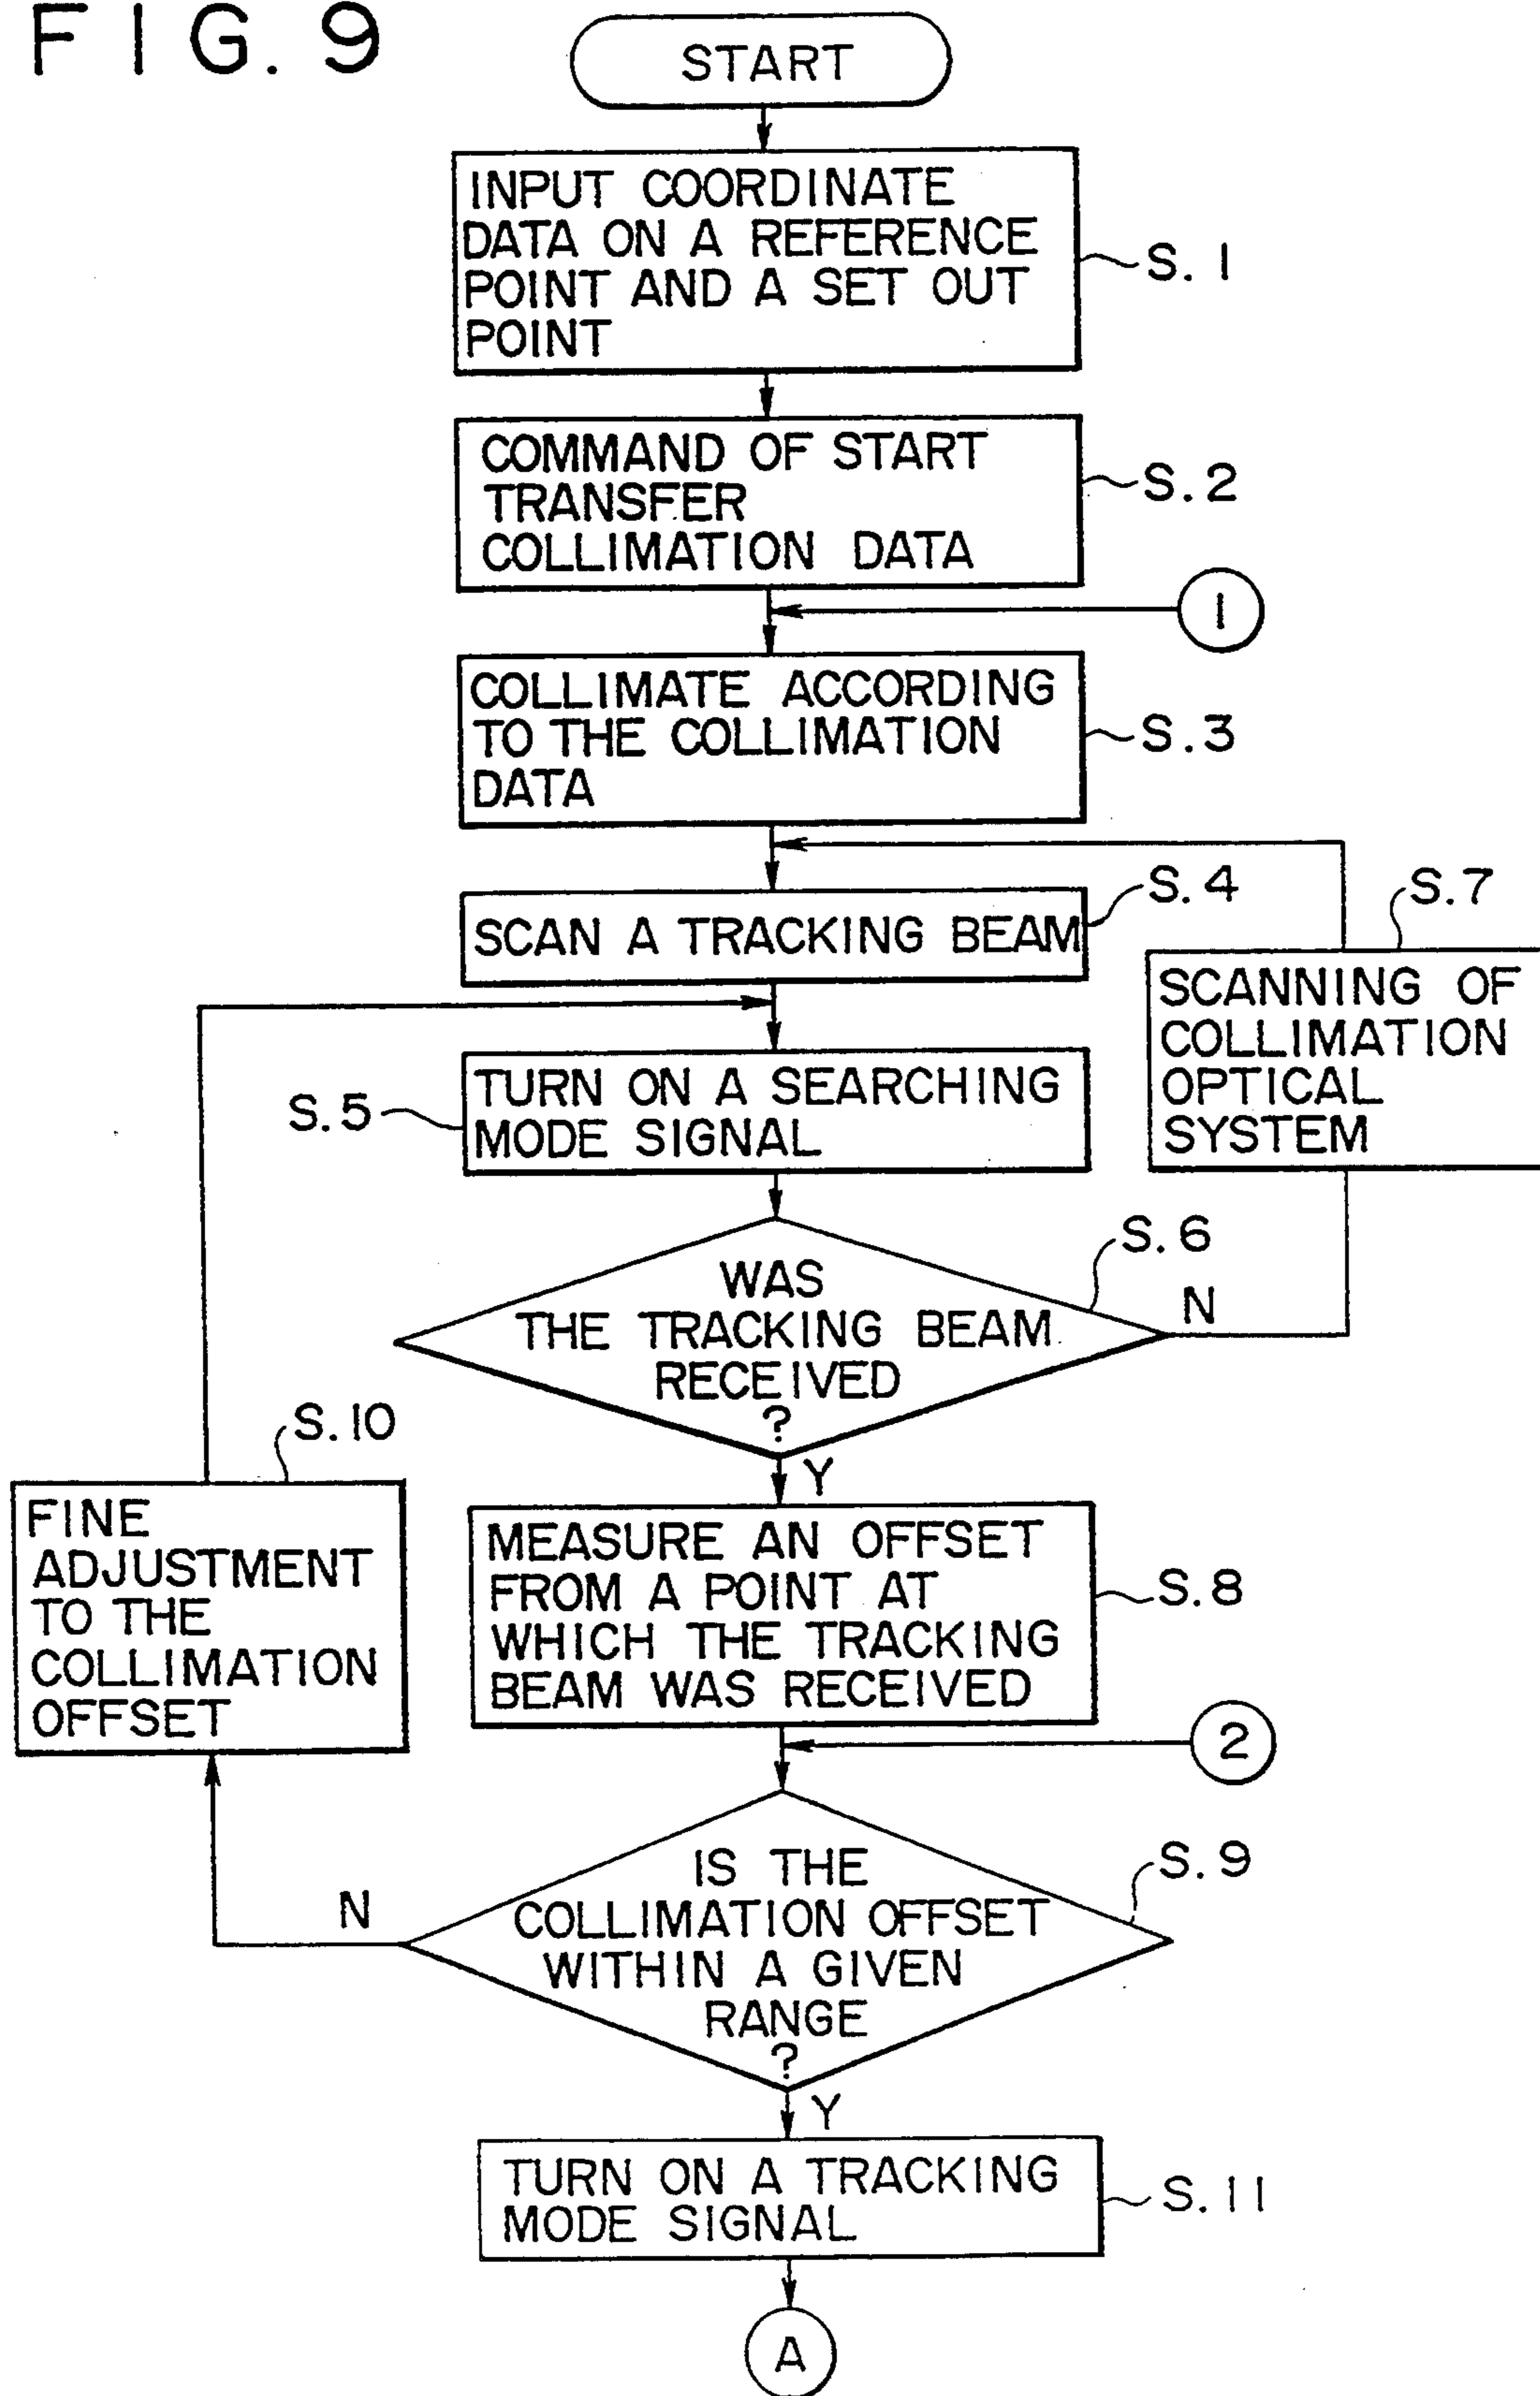 FIG. 9
START
INPUT COORDINATE
DATA ON A REFERENCE
POINT AND A SET OUT
POINT
S. 1
COMMAND OF START
TRANSFER
COLLIMATION DATA
S. 2
1
COLLIMATE ACCORDING
TO THE COLLIMATION
DATA
S. 3
SCAN A TRACKING BEAM
S. 4
S. 7
SCANNING OF
COLLIMATION
OPTICAL
SYSTEM
TURN ON A SEARCHING
MODE SIGNAL
S. 5
WAS
THE TRACKING BEAM
RECEIVED
?
S. 6
N
Y
S. 10
FINE
ADJUSTMENT
TO THE
COLLIMATION
OFFSET
MEASURE AN OFFSET
FROM A POINT AT
WHICH THE TRACKING
BEAM WAS RECEIVED
S. 8
2
IS THE
COLLIMATION OFFSET
WITHIN A GIVEN
RANGE
?
S. 9
N
Y
TURN ON A TRACKING
MODE SIGNAL
S. 11
A